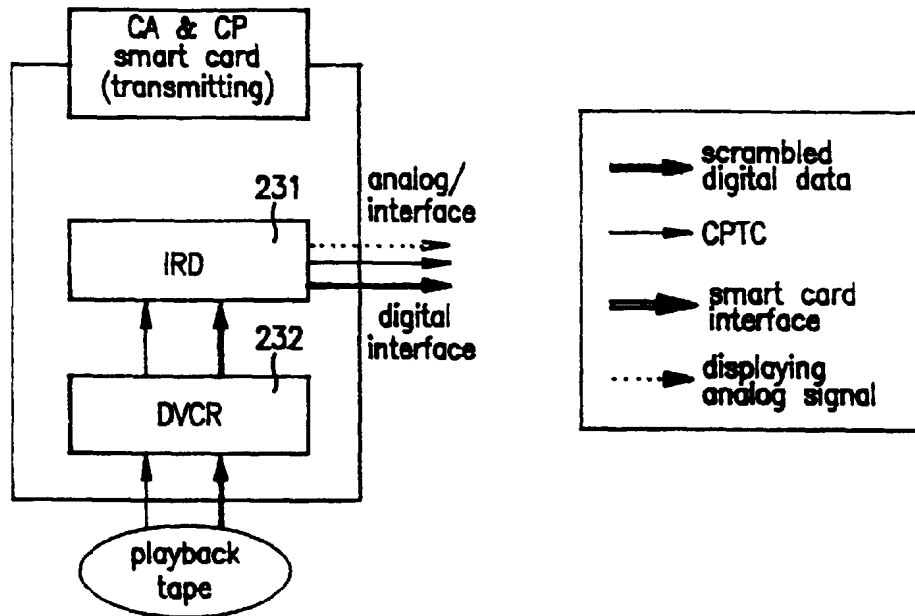 CA & CP
smart card
(transmitting)
231
IRD
analog/
interface
digital
interface
232
DVCR
playback
tape
scrambled
digital data
CPTC
smart card
interface
displaying
analog signal